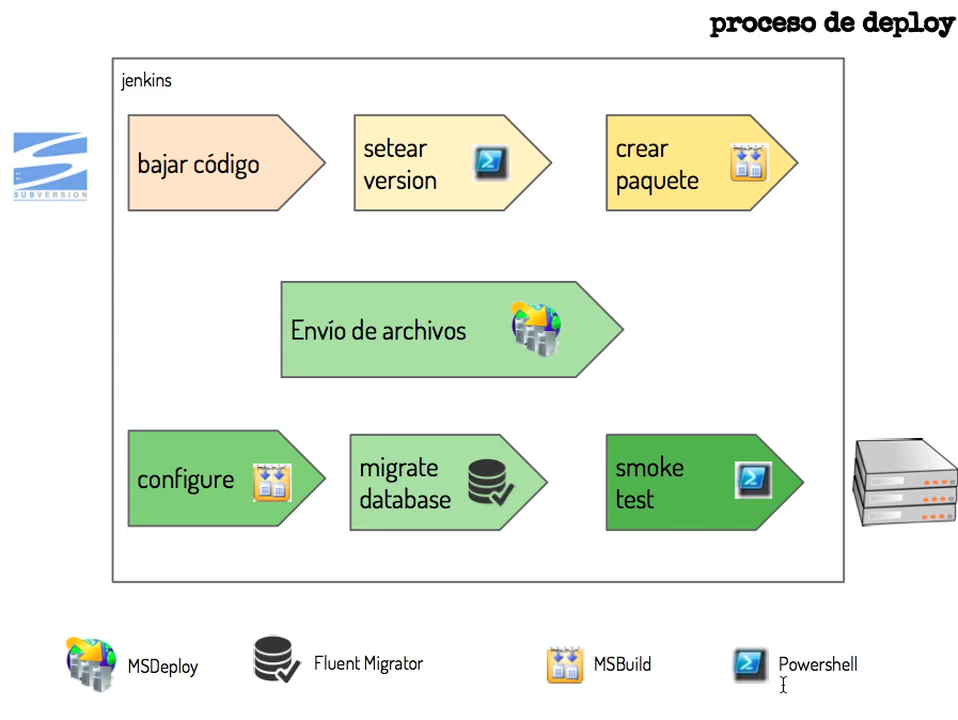 proceso de deploy
jenkins
bajar código
setear
version
crear
paquete
SUBVERSION
Envío de archivos
configure
migrate
database
smoke
test
MSDeploy
Fluent Migrator
MSBuild
Powershell